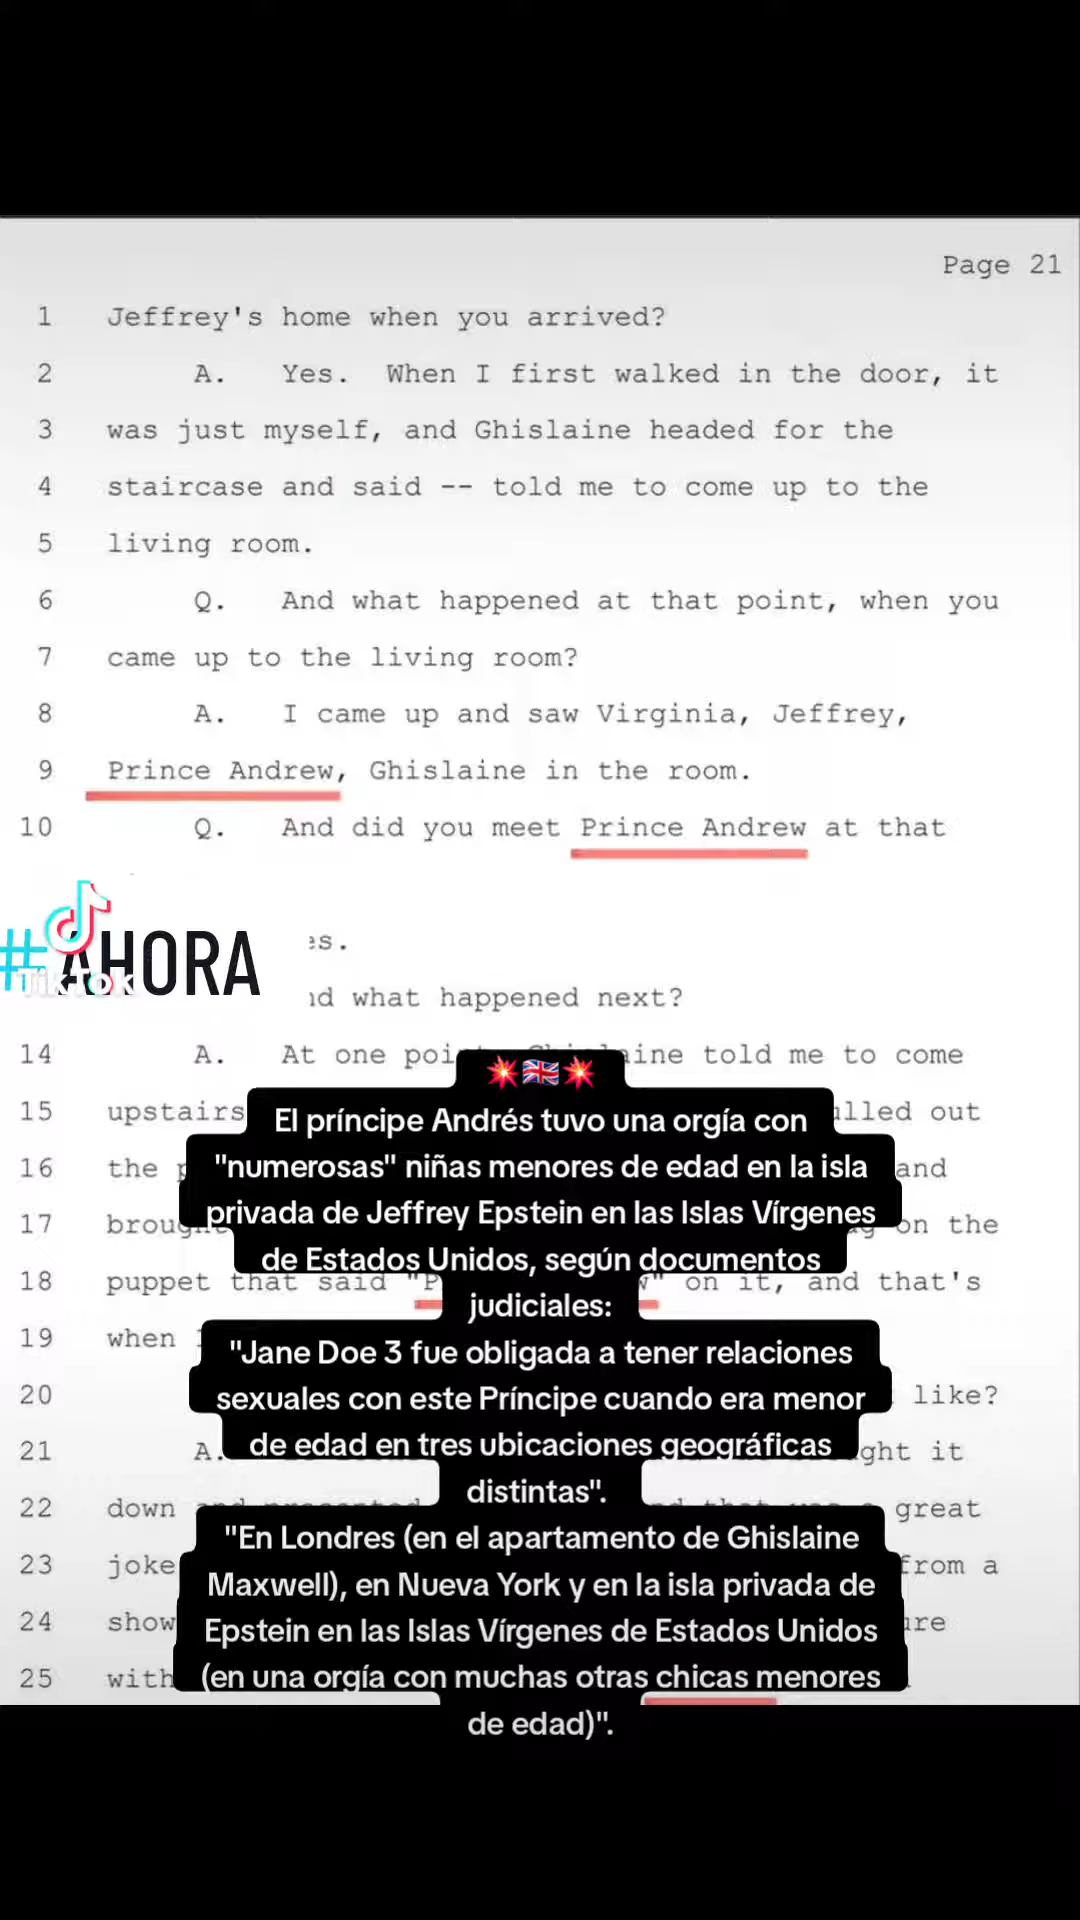 Page 21
1 Jeffrey's home when you arrived?
2 A. Yes. When I first walked in the door, it
3 was just myself, and Ghislaine headed for the
4 staircase and said -- told me to come up to the
5 living room.
6 Q. And what happened at that point, when you
7 came up to the living room?
8 A. I came up and saw Virginia, Jeffrey,
9 Prince Andrew, Ghislaine in the room.
10 Q. And did you meet Prince Andrew at that
#AHORA
TikTok
what happened next?
14 A. At one told me to come
15 upstairs out
16 the and
17 on the
18 puppet that said on it, and that's
19 when
20 like?
21 A. it
22 down great
23 joke from a
24 show
25 with
💥🇬🇧💥
El príncipe Andrés tuvo una orgía con
"numerosas" niñas menores de edad en la isla
privada de Jeffrey Epstein en las Islas Vírgenes
de Estados Unidos, según documentos
judiciales:
"Jane Doe 3 fue obligada a tener relaciones
sexuales con este Príncipe cuando era menor
de edad en tres ubicaciones geográficas
distintas".
"En Londres (en el apartamento de Ghislaine
Maxwell), en Nueva York y en la isla privada de
Epstein en las Islas Vírgenes de Estados Unidos
(en una orgía con muchas otras chicas menores
de edad)".